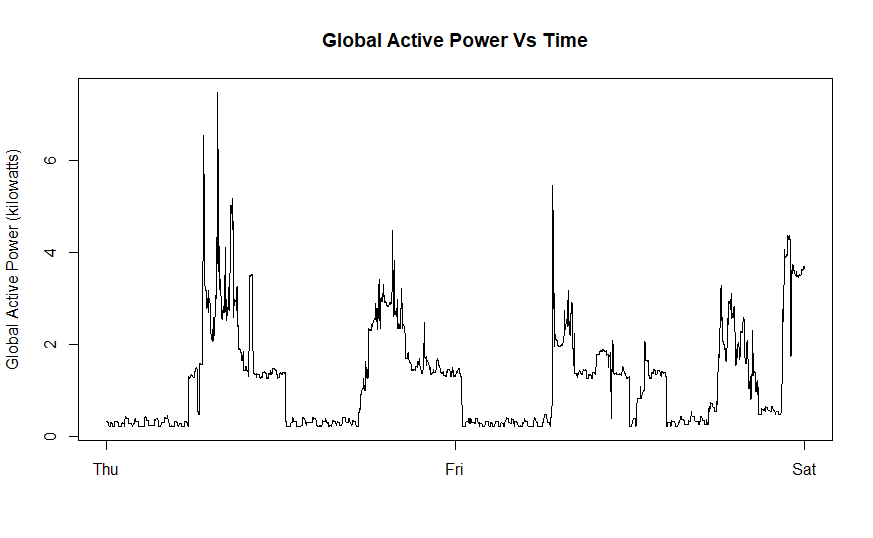 Global Active Power Vs Time
Global Active Power (kilowatts)
6
4
2
0
Thu
Fri
Sat